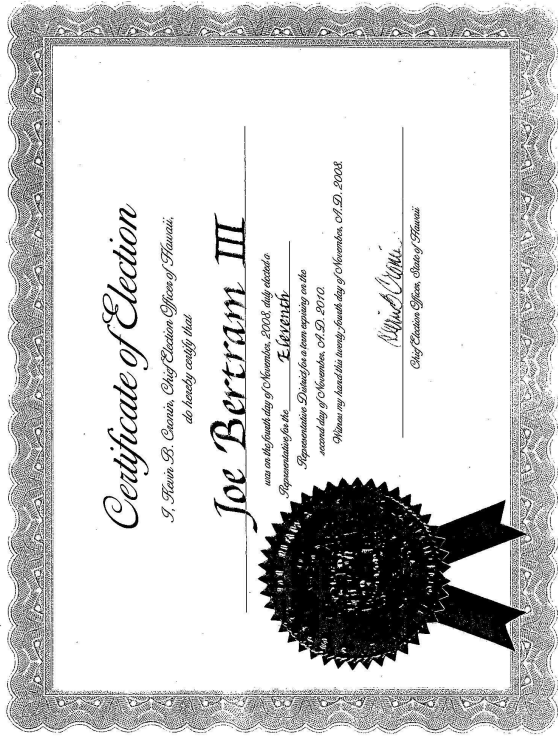 Certificate of Election
I, Kevin B. Cronin, Chief Election Officer of Hawaii,
do hereby certify that
Joe Bertram III
was on the fourth day of November, 2008, duly elected a
Representative for the Eleventh
Representative District for a term expiring on the
second day of November, A.D. 2010.
Witness my hand this twenty-fourth day of November, A.D. 2008.
Chief Election Officer, State of Hawaii